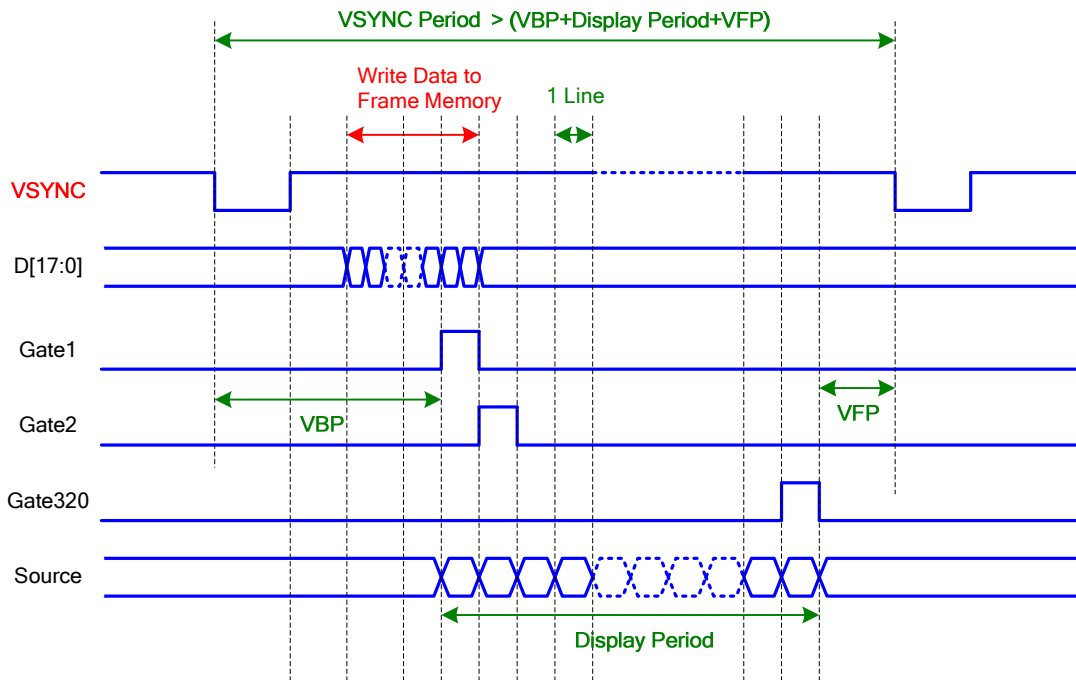 VSYNC Period > (VBP+Display Period+VFP)
Write Data to
Frame Memory
1 Line
VSYNC
D[17:0]
Gate1
VBP
VFP
Gate2
Gate320
Source
Display Period